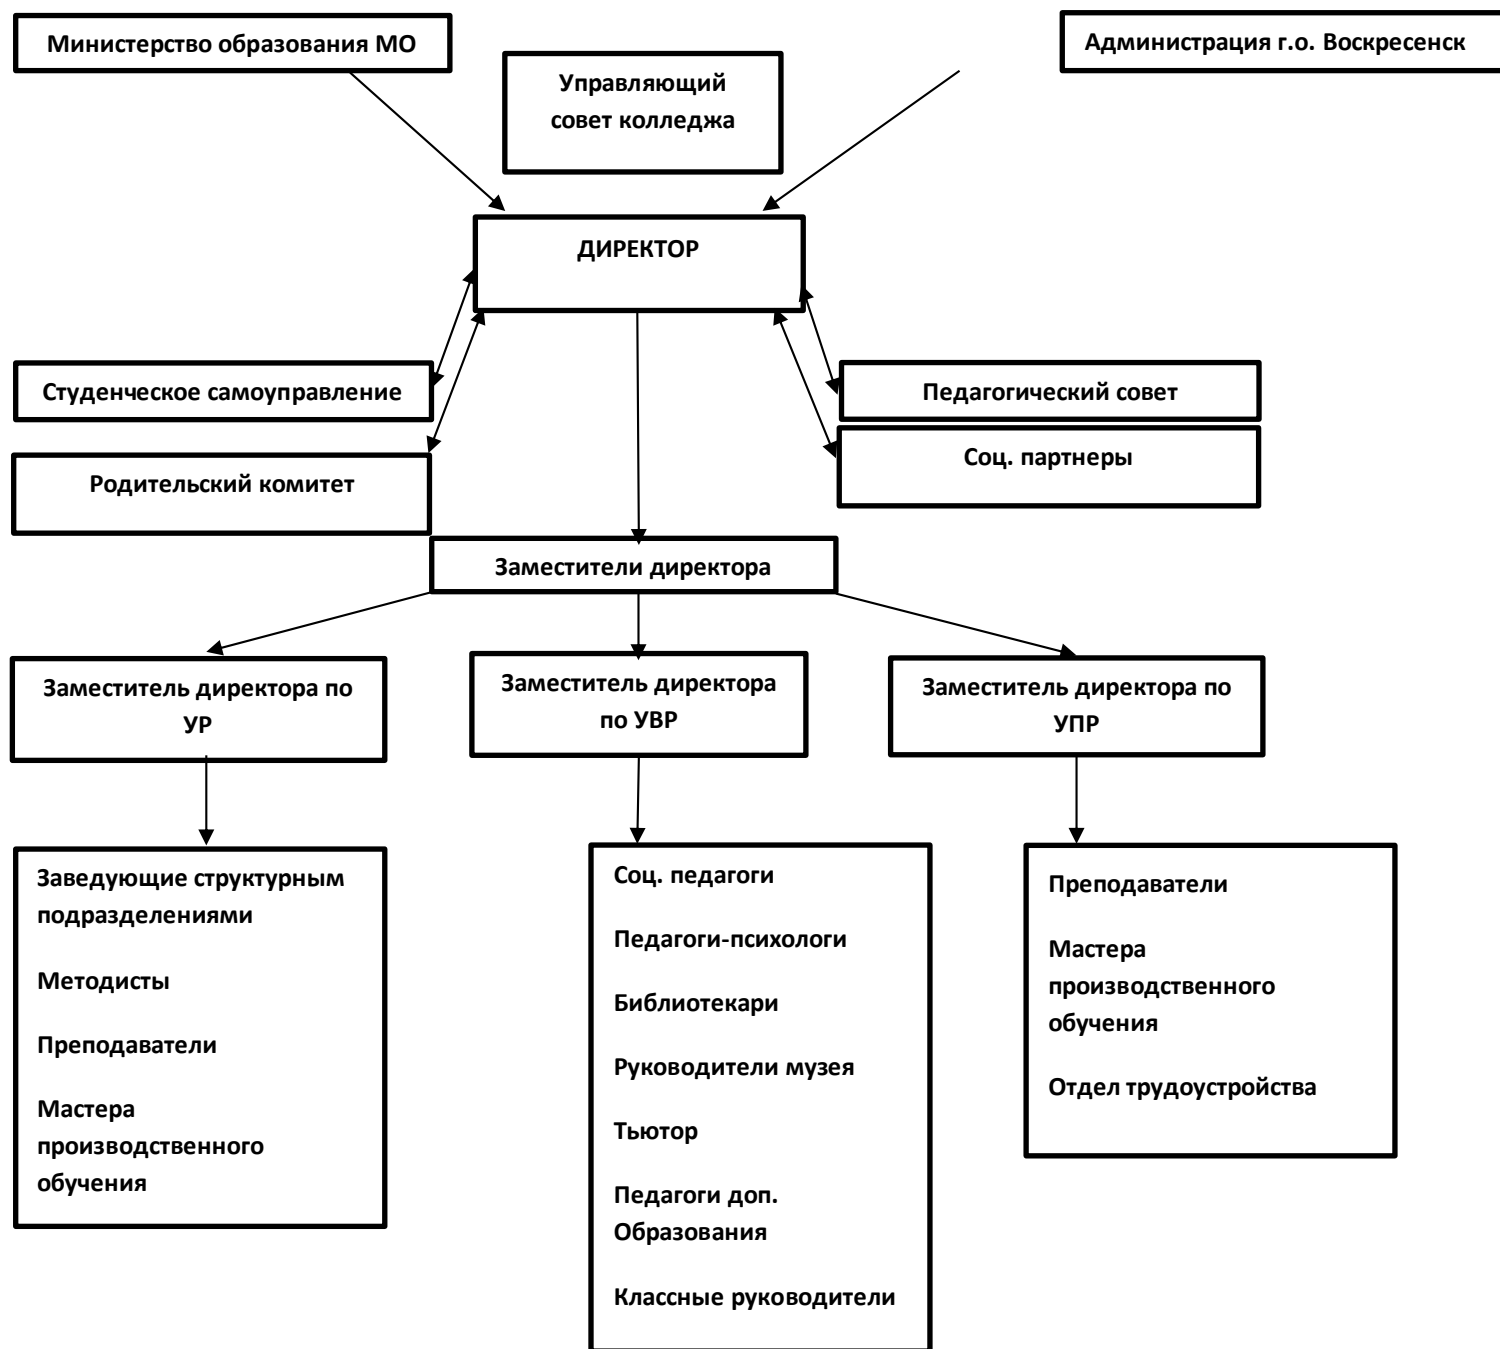 Министерство образования МО
Управляющий
совет колледжа
Администрация г.о. Воскресенск
ДИРЕКТОР
Студенческое самоуправление
Педагогический совет
Родительский комитет
Соц. партнеры
Заместители директора
Заместитель директора по
УР
Заместитель директора
по УВР
Заместитель директора по
УПР
Заведующие структурным
подразделениями
Методисты
Преподаватели
Мастера
производственного
обучения
Соц. педагоги
Педагоги-психологи
Библиотекари
Руководители музея
Тьютор
Педагоги доп.
Образования
Классные руководители
Преподаватели
Мастера
производственного
обучения
Отдел трудоустройства